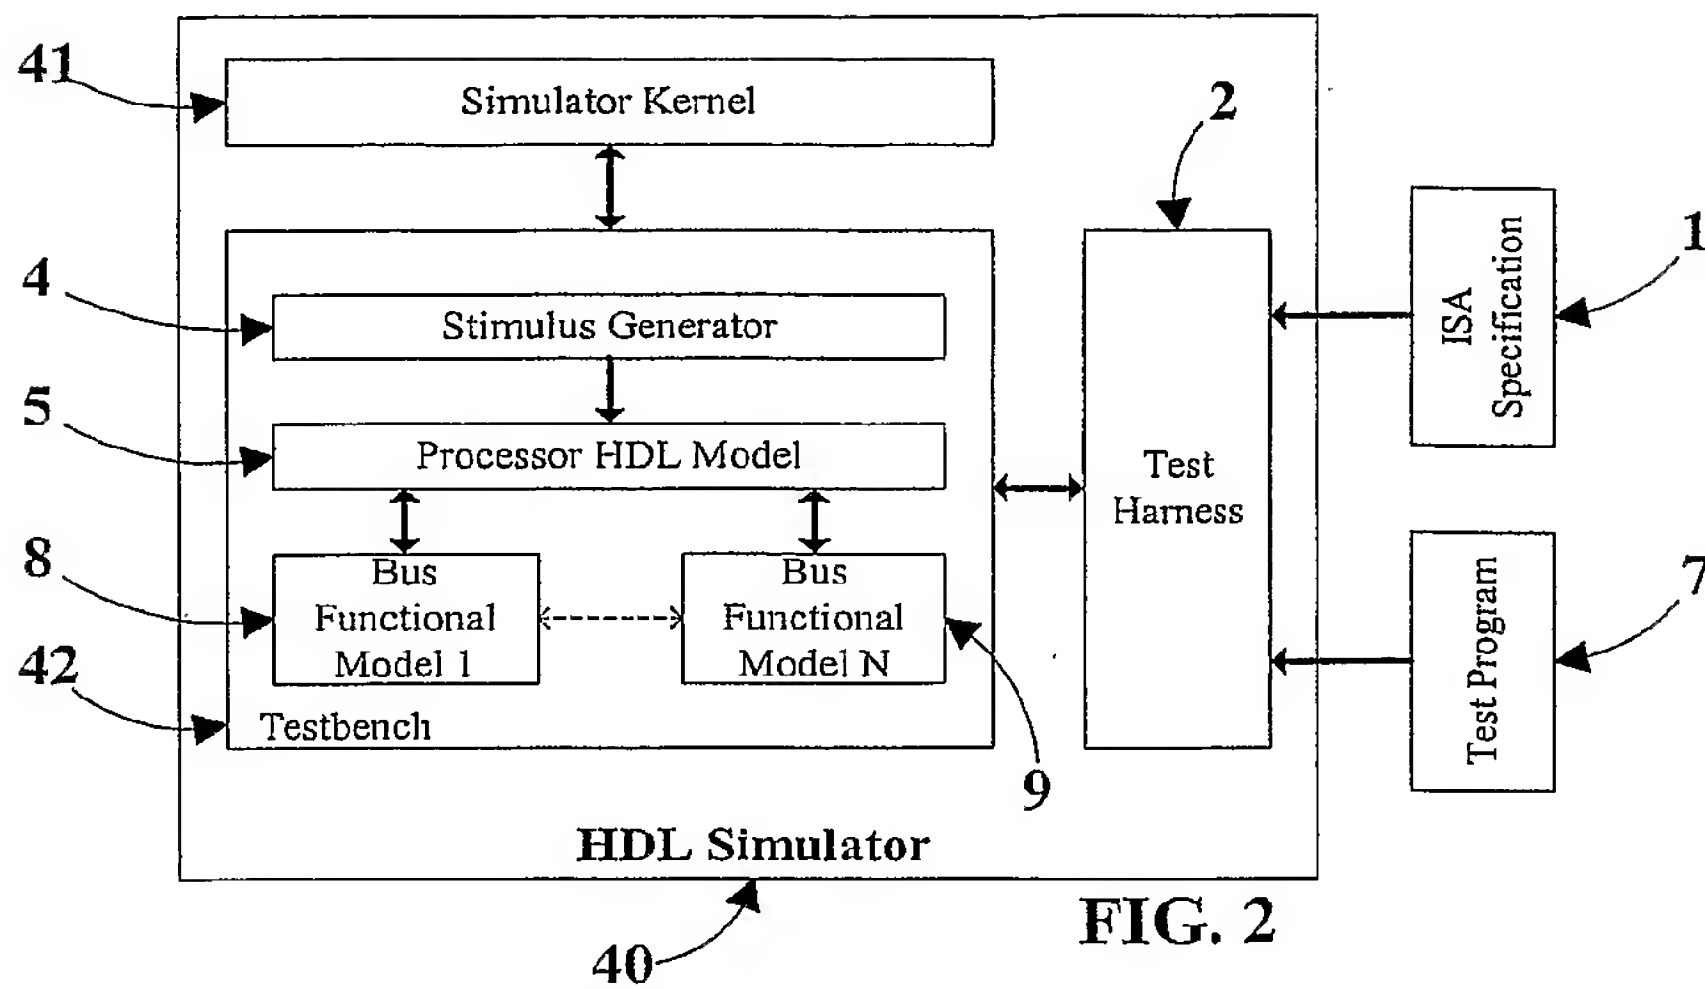 41
Simulator Kernel
2
1
ISA
Specification
4
Stimulus Generator
5
Processor HDL Model
Test
Harness
8
Bus
Functional
Model 1
Bus
Functional
Model N
7
Test Program
42
Testbench
9
HDL Simulator
40
FIG. 2